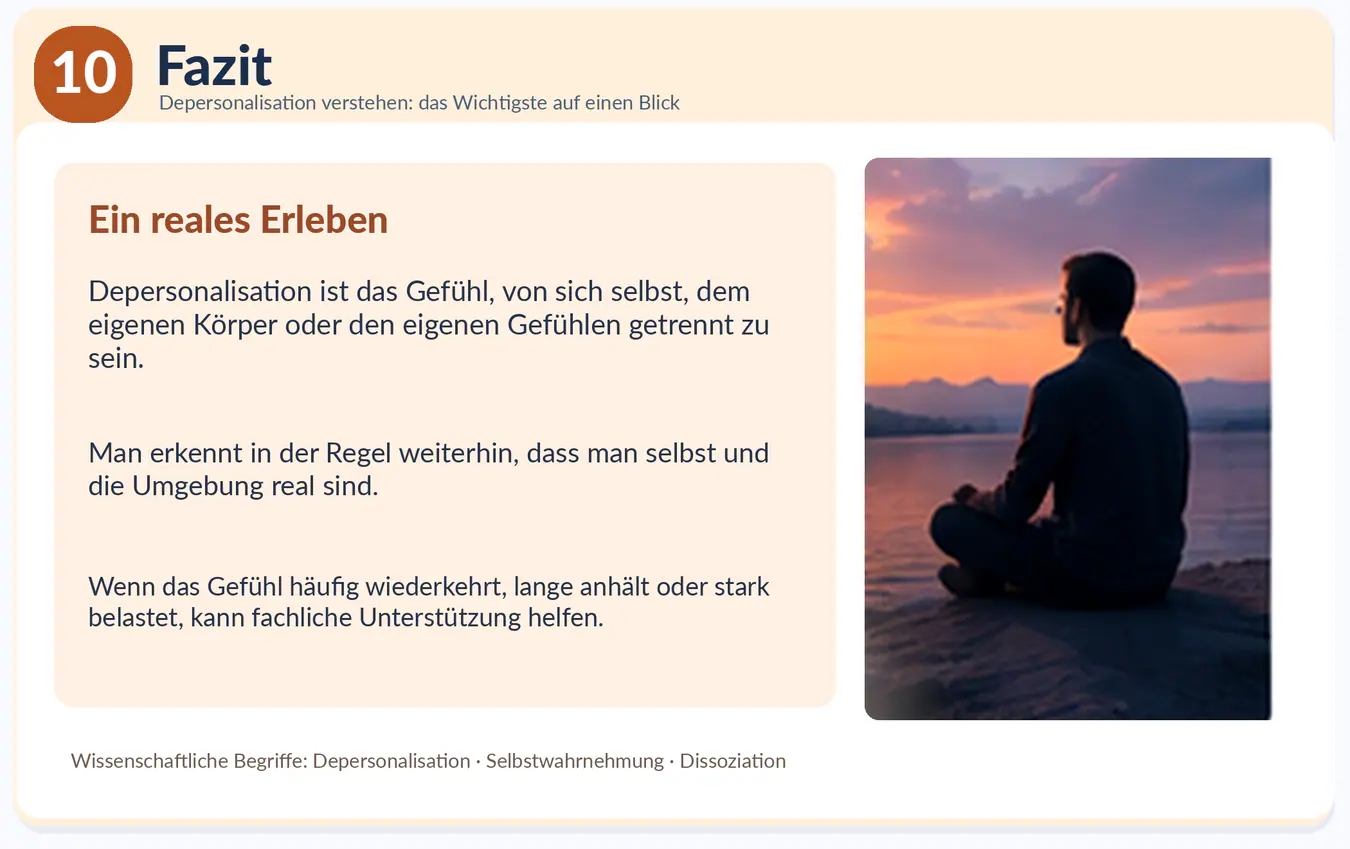 10
Fazit
Depersonalisation verstehen: das Wichtigste auf einen Blick
Ein reales Erleben
Depersonalisation ist das Gefühl, von sich selbst, dem
eigenen Körper oder den eigenen Gefühlen getrennt zu
sein.
Man erkennt in der Regel weiterhin, dass man selbst und
die Umgebung real sind.
Wenn das Gefühl häufig wiederkehrt, lange anhält oder stark
belastet, kann fachliche Unterstützung helfen.
Wissenschaftliche Begriffe: Depersonalisation · Selbstwahrnehmung · Dissoziation